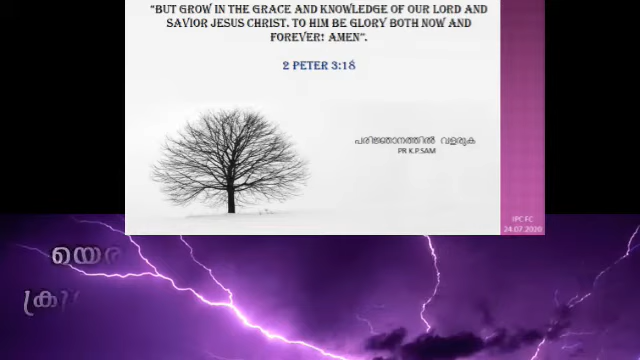 "BUT GROW IN THE GRACE AND KNOWLEDGE OF OUR LORD AND
SAVIOR JESUS CHRIST. TO HIM BE GLORY BOTH NOW AND
FOREVER! AMEN".
2 PETER 3:18
പരിജ്ഞാനത്തിൽ വളരുക
PR K.P.SAM
IPC FC
24.07.2020